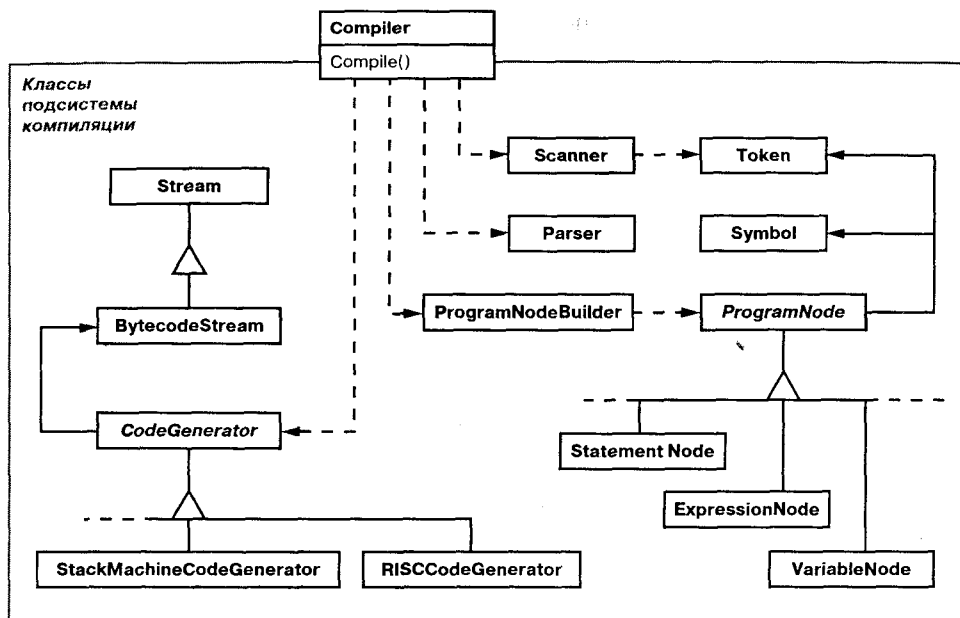 Compiler
Compile()
Классы
подсистемы
компиляции
Scanner
Token
Stream
Parser
Symbol
BytecodeStream
ProgramNodeBuilder
ProgramNode
CodeGenerator
Statement Node
ExpressionNode
StackMachineCodeGenerator
RISCCodeGenerator
VariableNode